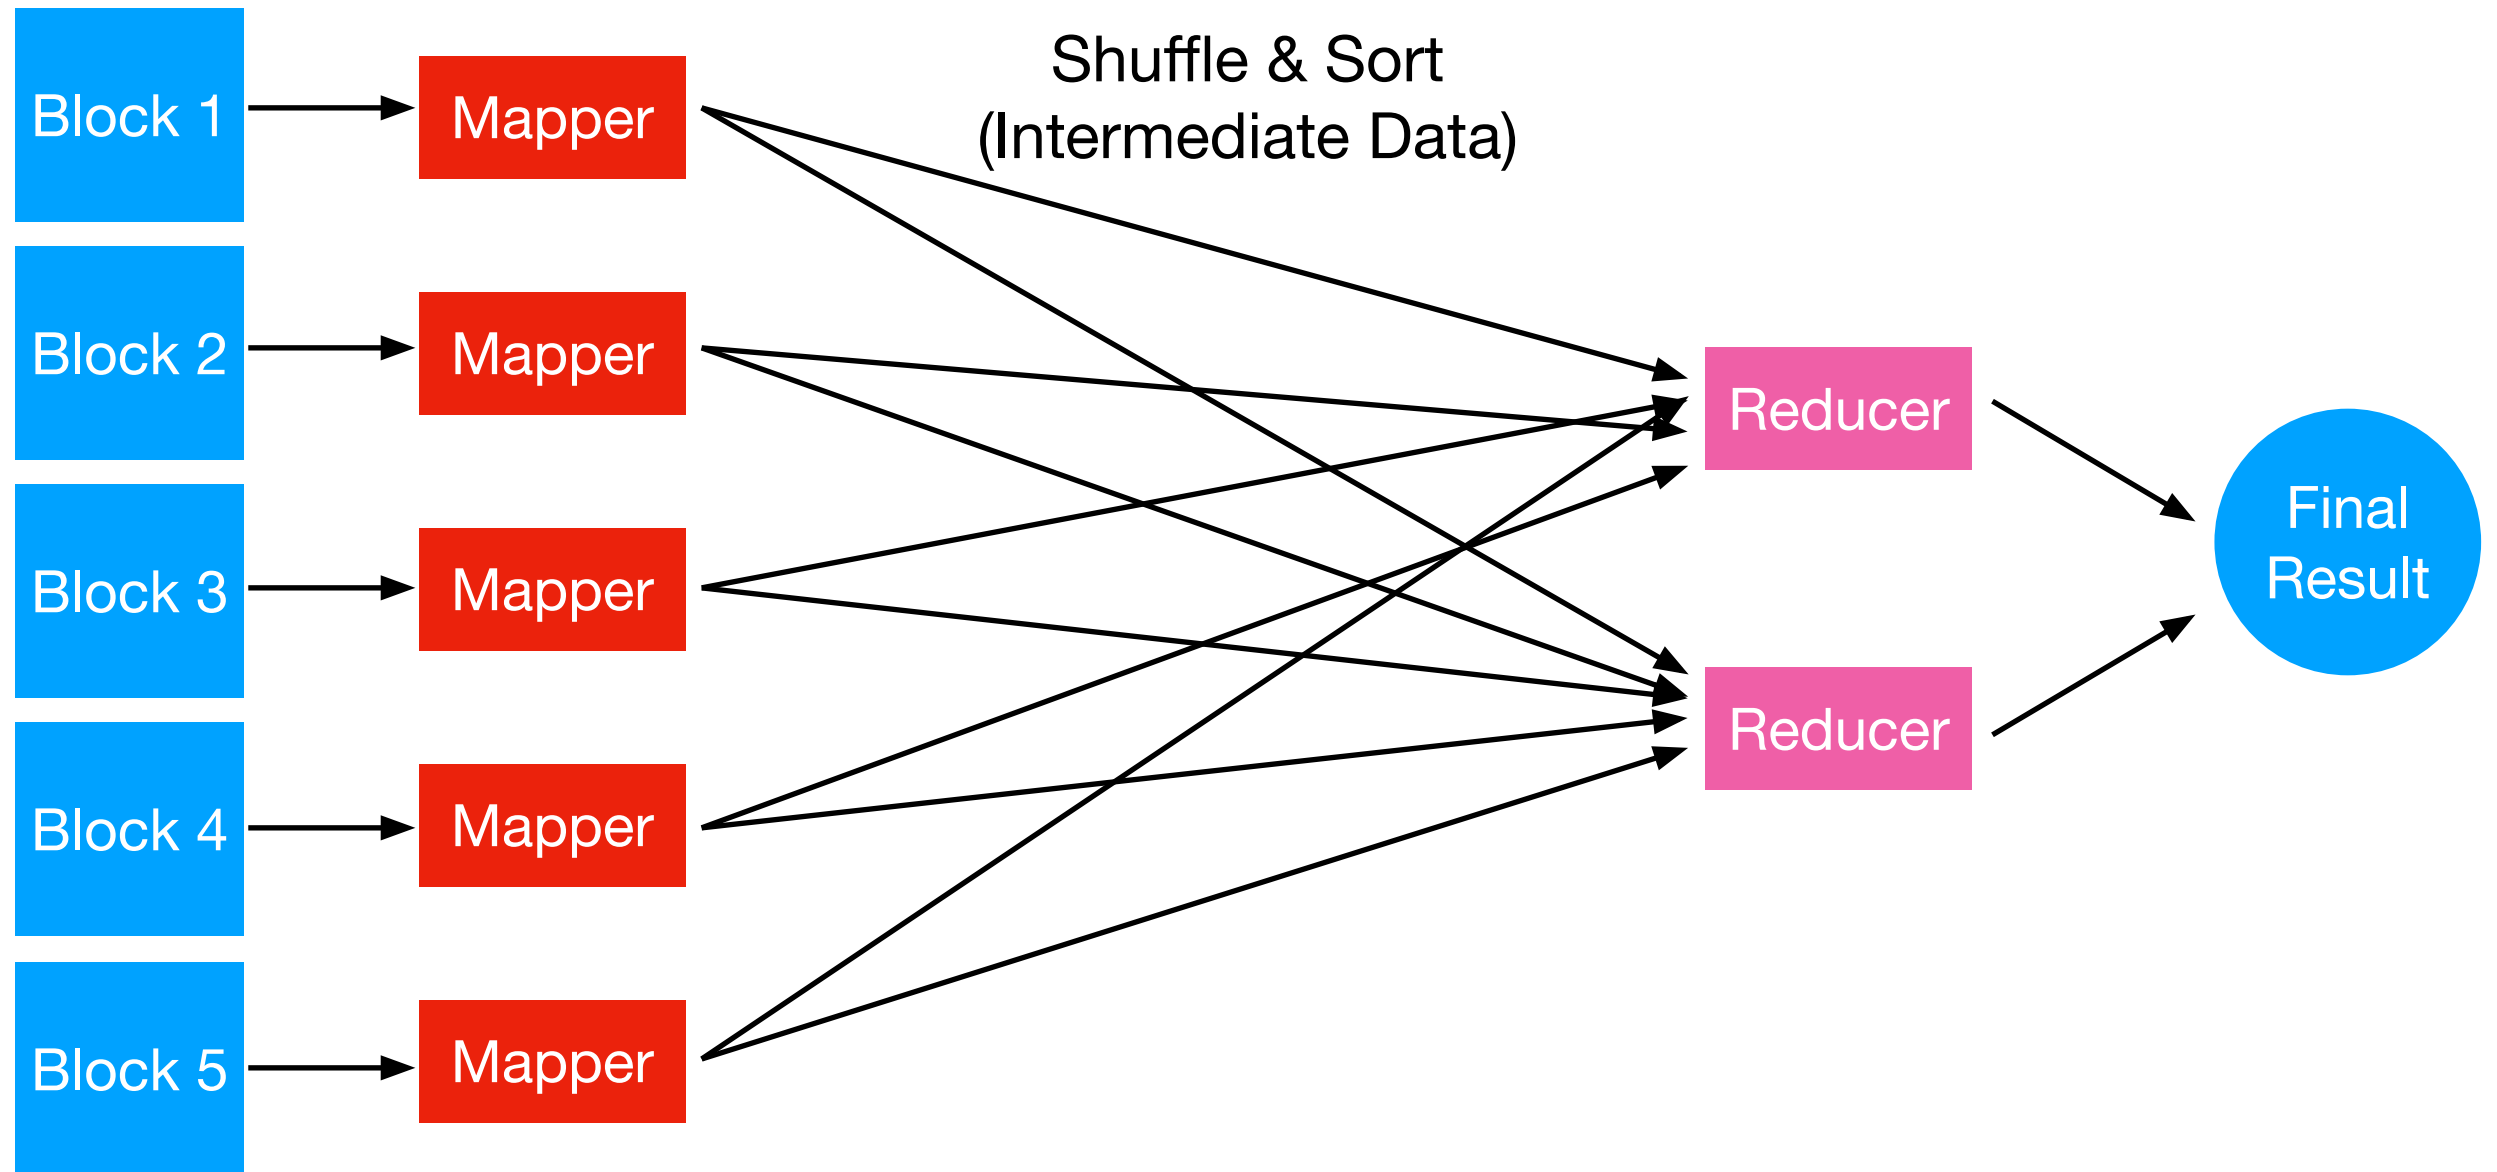 Shuffle & Sort
(Intermediate Data)
Block 1
Mapper
Block 2
Mapper
Block 3
Mapper
Block 4
Mapper
Block 5
Mapper
Reducer
Reducer
Final
Result